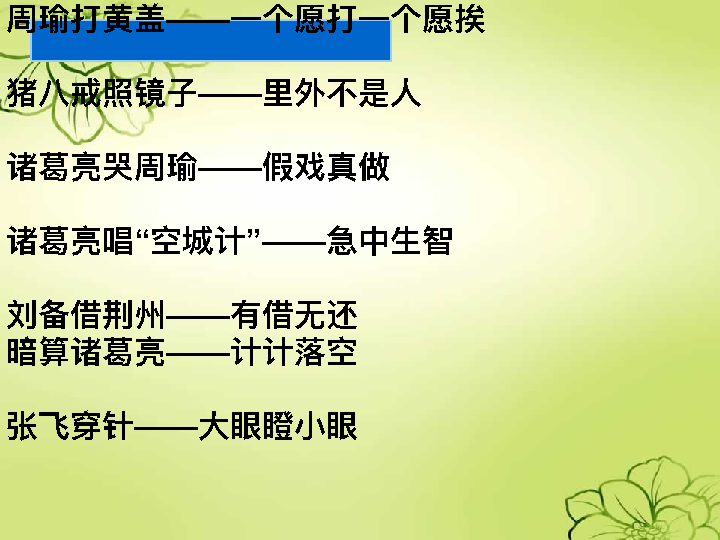 周瑜打黄盖——一个愿打一个愿挨
猪八戒照镜子——里外不是人
诸葛亮哭周瑜——假戏真做
诸葛亮唱“空城计”——急中生智
刘备借荆州——有借无还
暗算诸葛亮——计计落空
张飞穿针——大眼瞪小眼